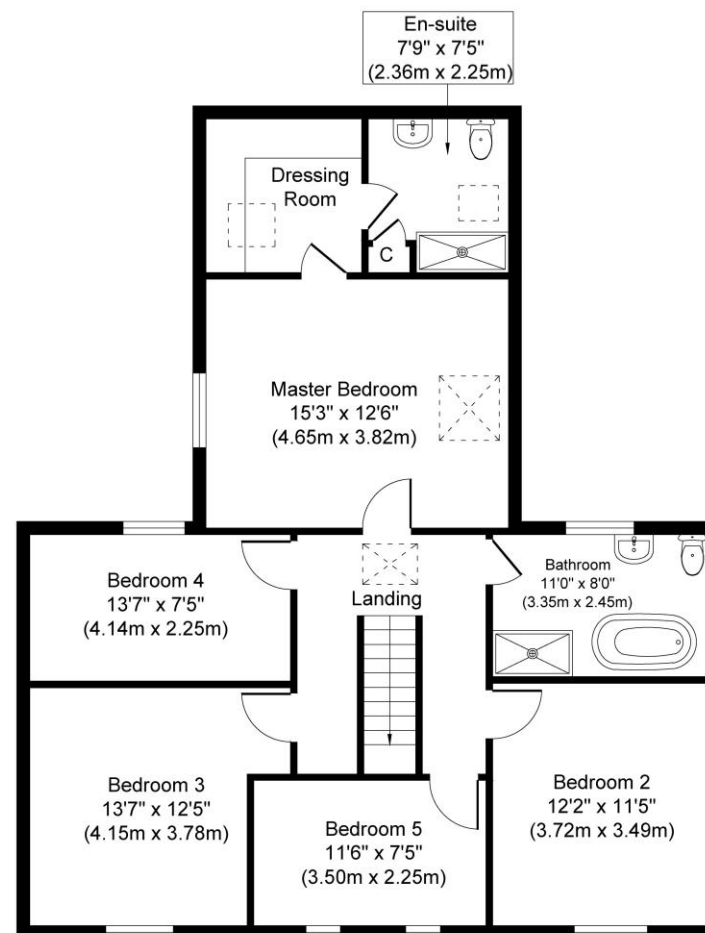 En-suite
7'9" x 7'5"
(2.36m x 2.25m)
Dressing
Room
C
Master Bedroom
15'3" x 12'6"
(4.65m x 3.82m)
Bedroom 4
13'7" x 7'5"
(4.14m x 2.25m)
Landing
Bathroom
11'0" x 8'0"
(3.35m x 2.45m)
Bedroom 3
13'7" x 12'5"
(4.15m x 3.78m)
Bedroom 5
11'6" x 7'5"
(3.50m x 2.25m)
Bedroom 2
12'2" x 11'5"
(3.72m x 3.49m)